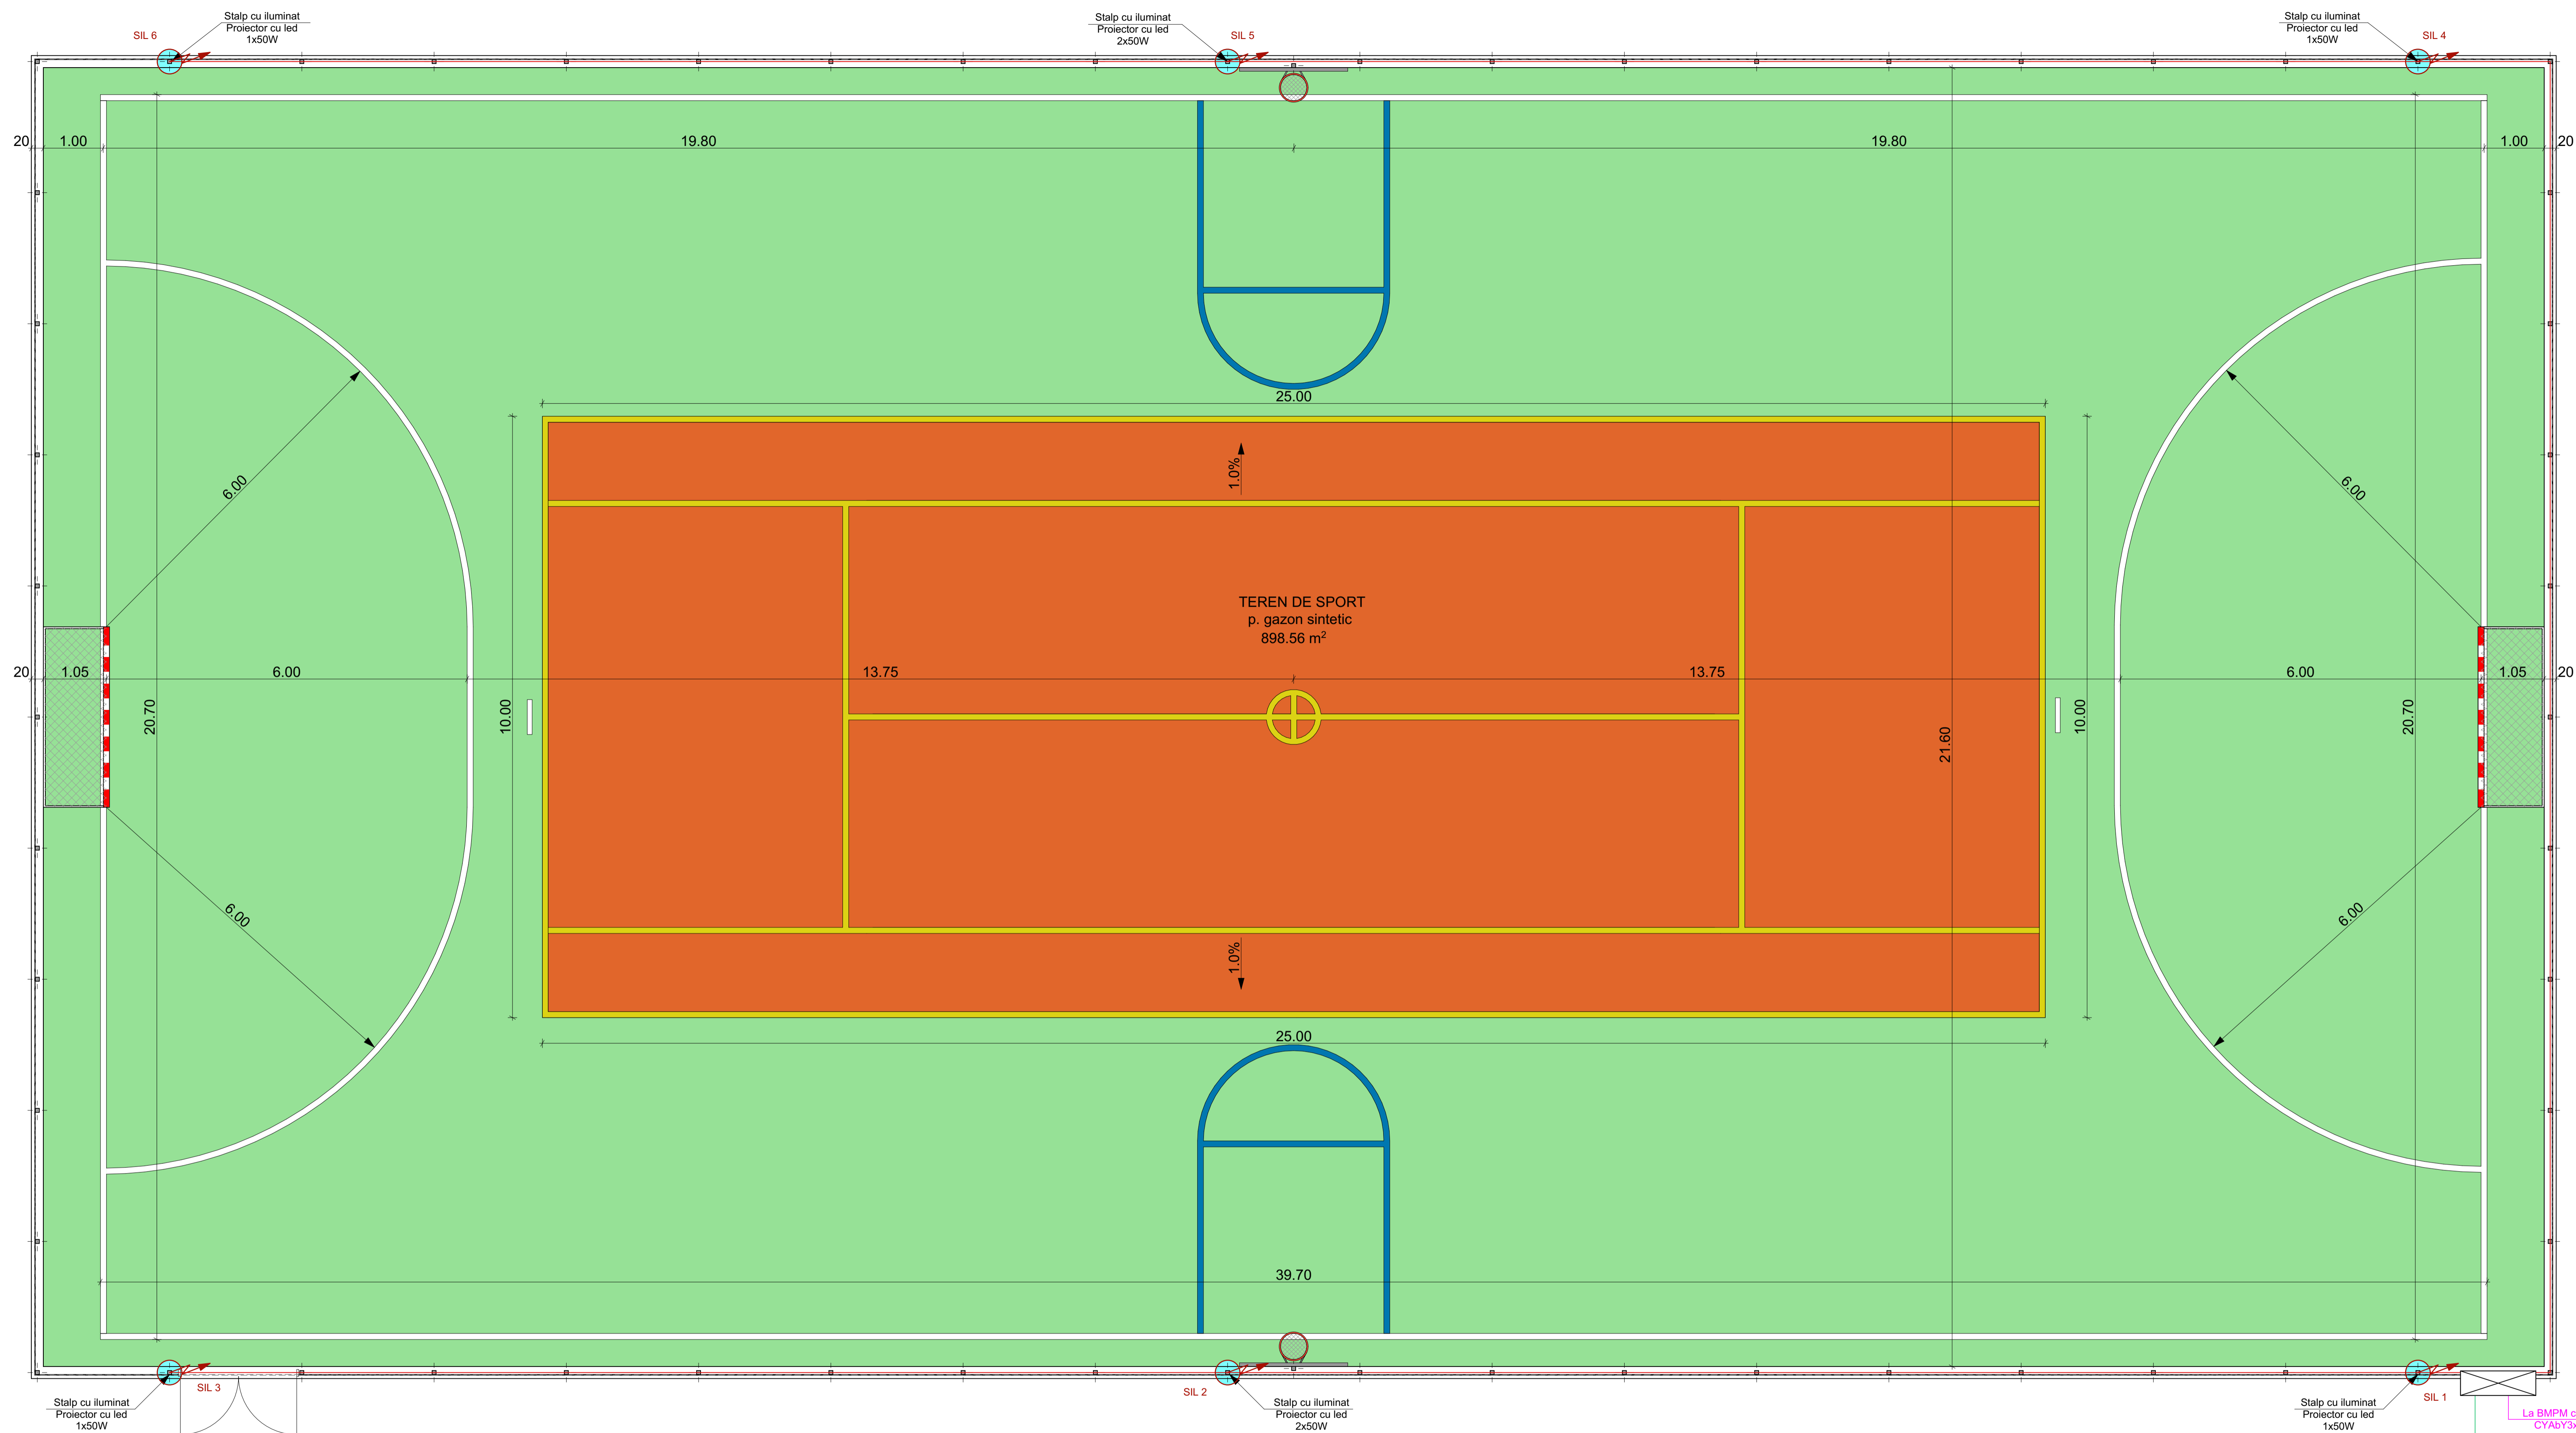 Stalp cu iluminat
Proiector cu led
1x50W
SIL 6
Stalp cu iluminat
Proiector cu led
2x50W
SIL 5
Stalp cu iluminat
Proiector cu led
1x50W
SIL 4
20
1.00
19.80
19.80
1.00
20
25.00
1.0%
6.00
6.00
TEREN DE SPORT
p. gazon sintetic
898.56 m²
20
1.05
6.00
13.75
13.75
6.00
1.05
20
20.70
10.00
21.60
10.00
20.70
6.00
6.00
1.0%
25.00
39.70
SIL 3
Stalp cu iluminat
Proiector cu led
1x50W
SIL 2
Stalp cu iluminat
Proiector cu led
2x50W
SIL 1
Stalp cu iluminat
Proiector cu led
1x50W
La BMPM c
CYAbY3x